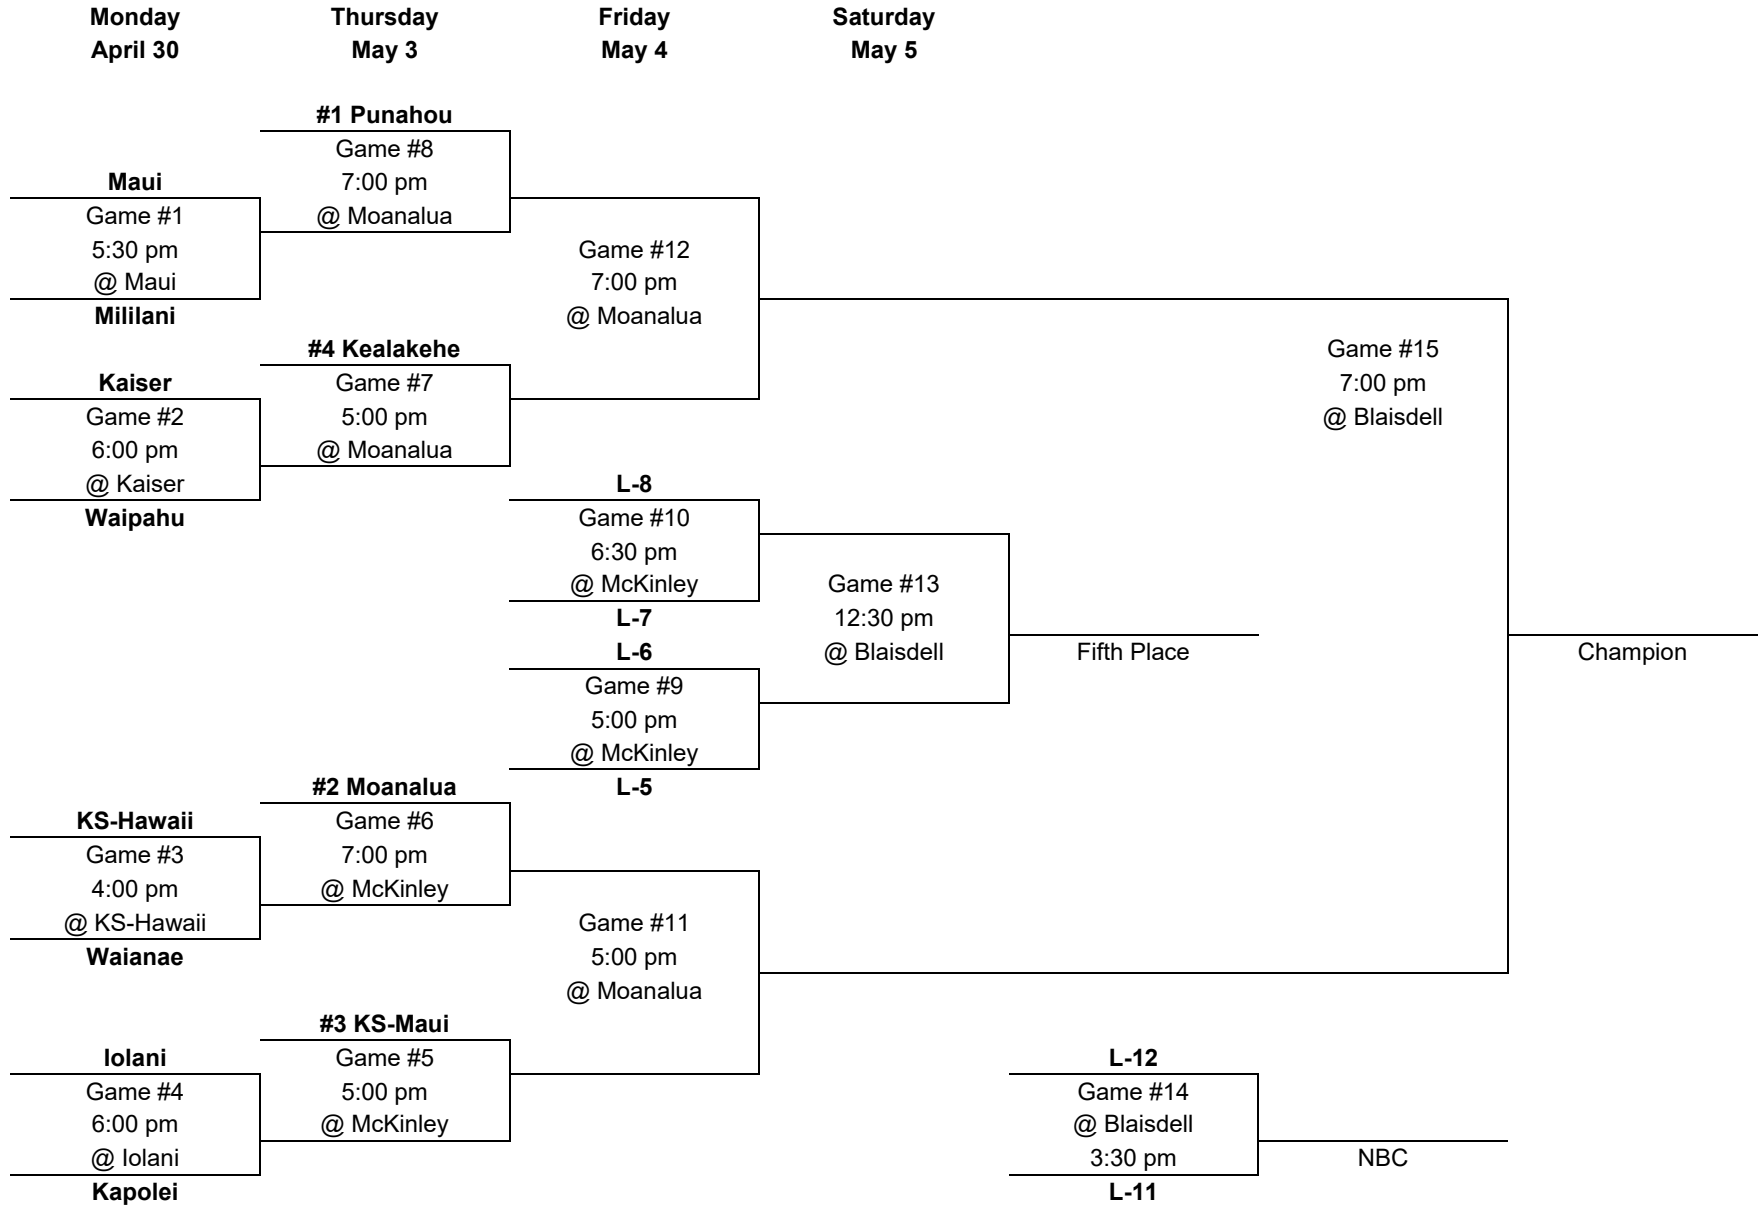 Monday
April 30
Thursday
May 3
Friday
May 4
Saturday
May 5
Maui
Game #1
5:30 pm
@ Maui
Mililani
Kaiser
Game #2
6:00 pm
@ Kaiser
Waipahu
KS-Hawaii
Game #3
4:00 pm
@ KS-Hawaii
Waianae
Iolani
Game #4
6:00 pm
@ Iolani
Kapolei
#1 Punahou
Game #8
7:00 pm
@ Moanalua
#4 Kealakehe
Game #7
5:00 pm
@ Moanalua
#2 Moanalua
Game #6
7:00 pm
@ McKinley
#3 KS-Maui
Game #5
5:00 pm
@ McKinley
Game #12
7:00 pm
@ Moanalua
L-8
Game #10
6:30 pm
@ McKinley
L-7
L-6
Game #9
5:00 pm
@ McKinley
L-5
Game #11
5:00 pm
@ Moanalua
Game #13
12:30 pm
@ Blaisdell
Fifth Place
L-12
Game #14
@ Blaisdell
3:30 pm
L-11
NBC
Game #15
7:00 pm
@ Blaisdell
Champion